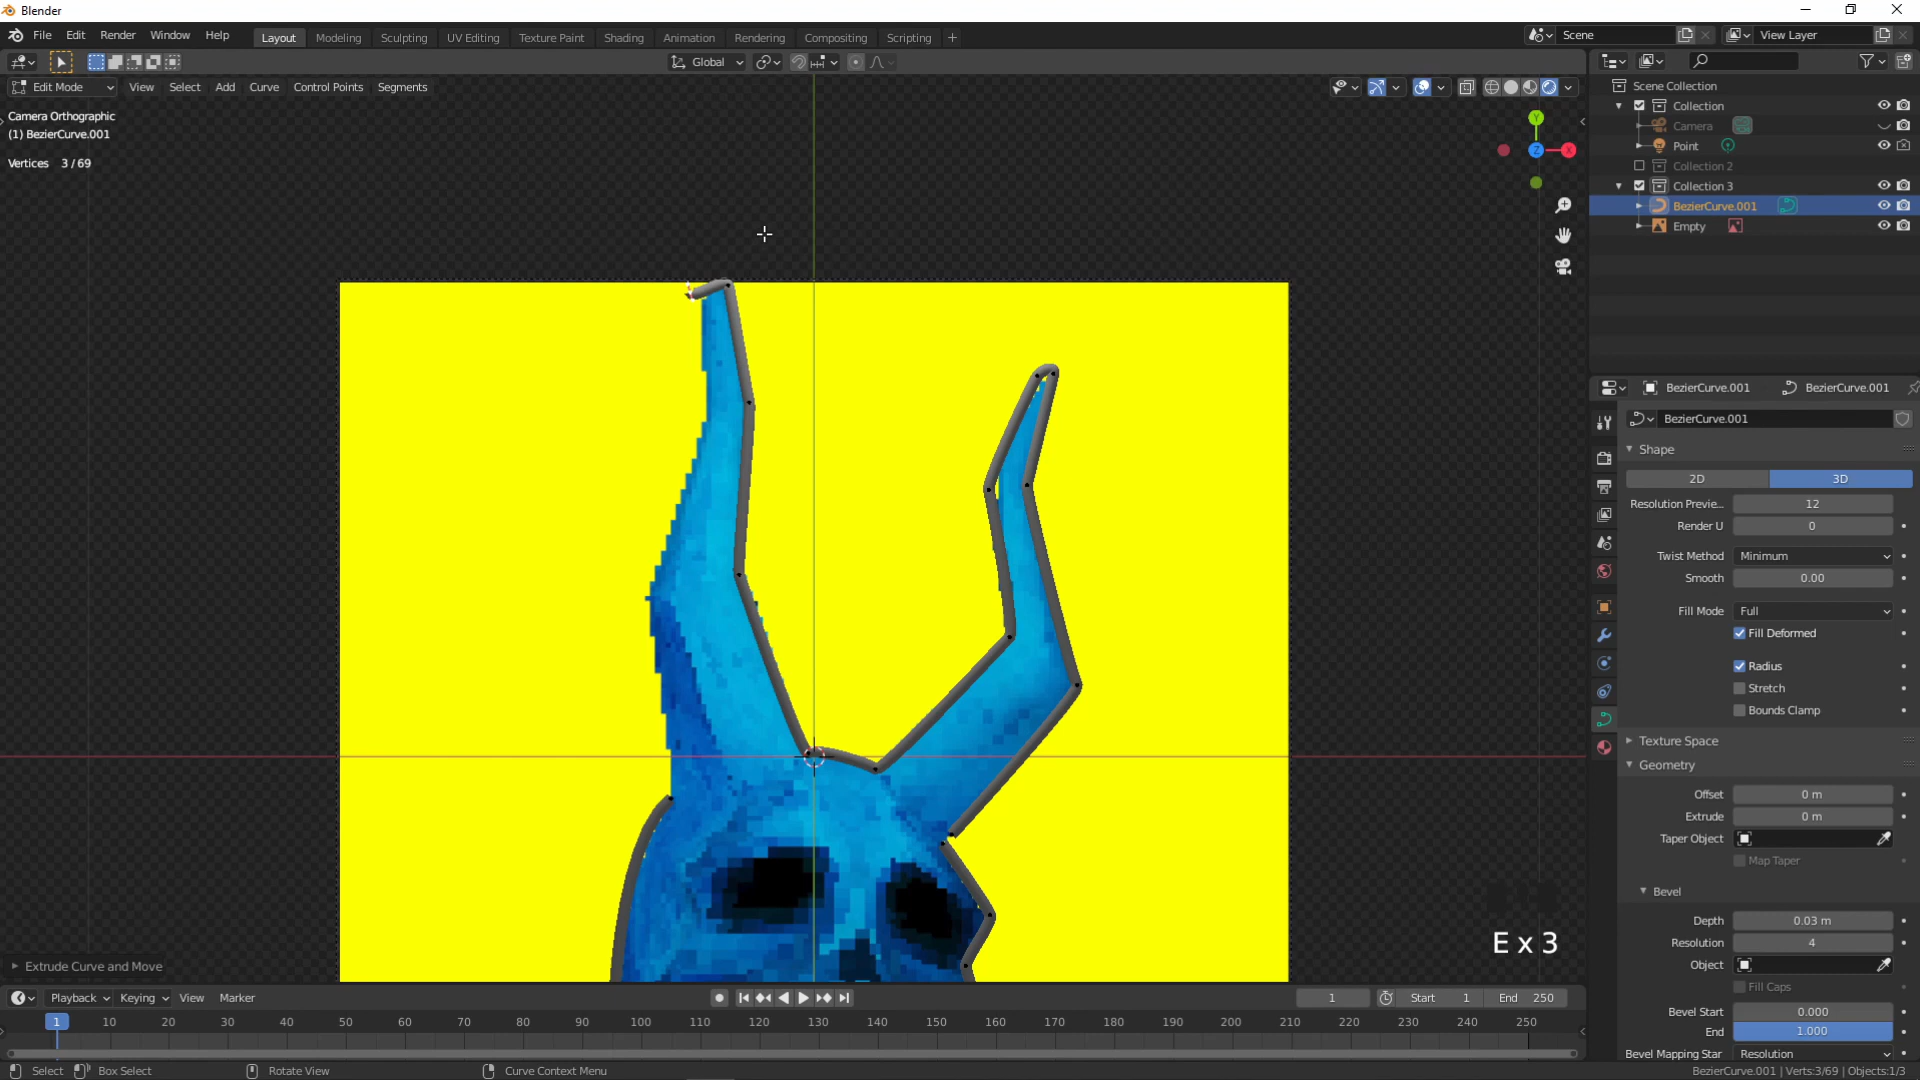 Blender
File Edit Render Window Help Layout Modeling Sculpting UV Editing Texture Paint Shading Animation Rendering Compositing Scripting + Scene View Layer
Global
Edit Mode View Select Add Curve Control Points Segments
Camera Orthographic
(1) BezierCurve.001
Vertices 3 / 69
Y
Z X
Scene Collection
Collection
Camera
Point
Collection 2
Collection 3
BezierCurve.001
Empty
BezierCurve.001 BezierCurve.001
BezierCurve.001
Shape
2D 3D
Resolution Previe... 12
Render U 0
Twist Method Minimum
Smooth 0.00
Fill Mode Full
Fill Deformed
Radius
Stretch
Bounds Clamp
Texture Space
Geometry
Offset 0 m
Extrude 0 m
Taper Object
Map Taper
Bevel
Depth 0.03 m
Resolution 4
Object
Fill Caps
Bevel Start 0.000
End 1.000
Bevel Mapping Star Resolution
E x 3
Extrude Curve and Move
Playback Keying View Marker 1 Start 1 End 250
1 10 20 30 40 50 60 70 80 90 100 110 120 130 140 150 160 170 180 190 200 210 220 230 240 250
Select Box Select Rotate View Curve Context Menu BezierCurve.001 | Verts:3/69 | Objects:1/3